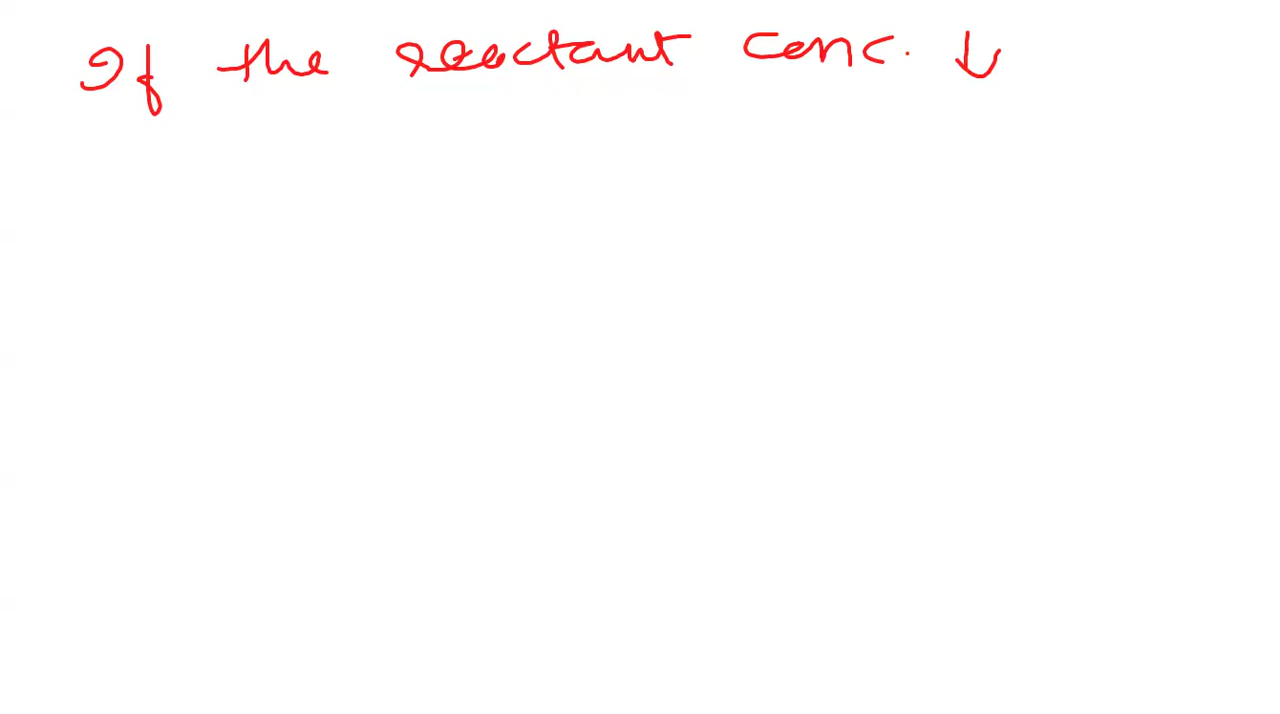 If the reactant conc. ↓